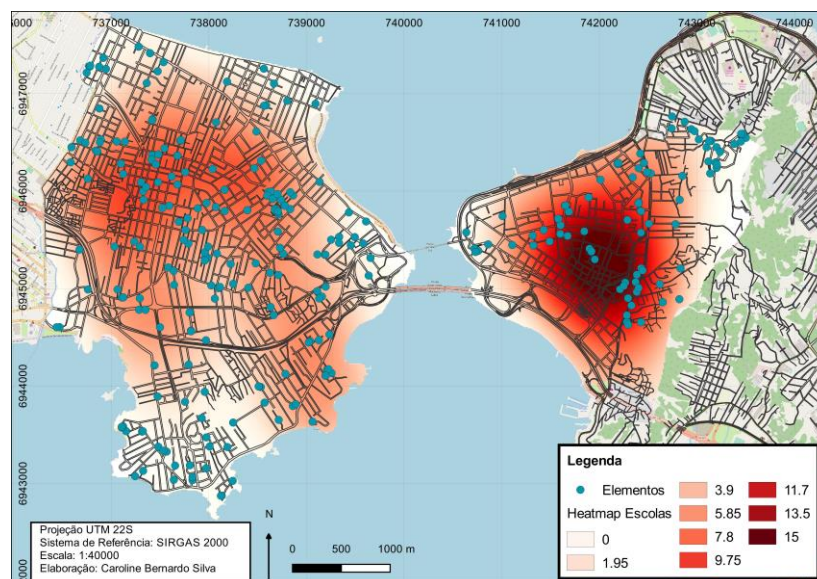 736000 737000 738000 739000 740000 741000 742000 743000 744000
6947000
6946000
6945000
6944000
6943000
Legenda
Elementos
Heatmap Escolas
0
1.95
3.9
5.85
7.8
9.75
11.7
13.5
15
Projeção UTM 22S
Sistema de Referência: SIRGAS 2000
Escala: 1:40000
Elaboração: Caroline Bernardo Silva
N
0 500 1000 m